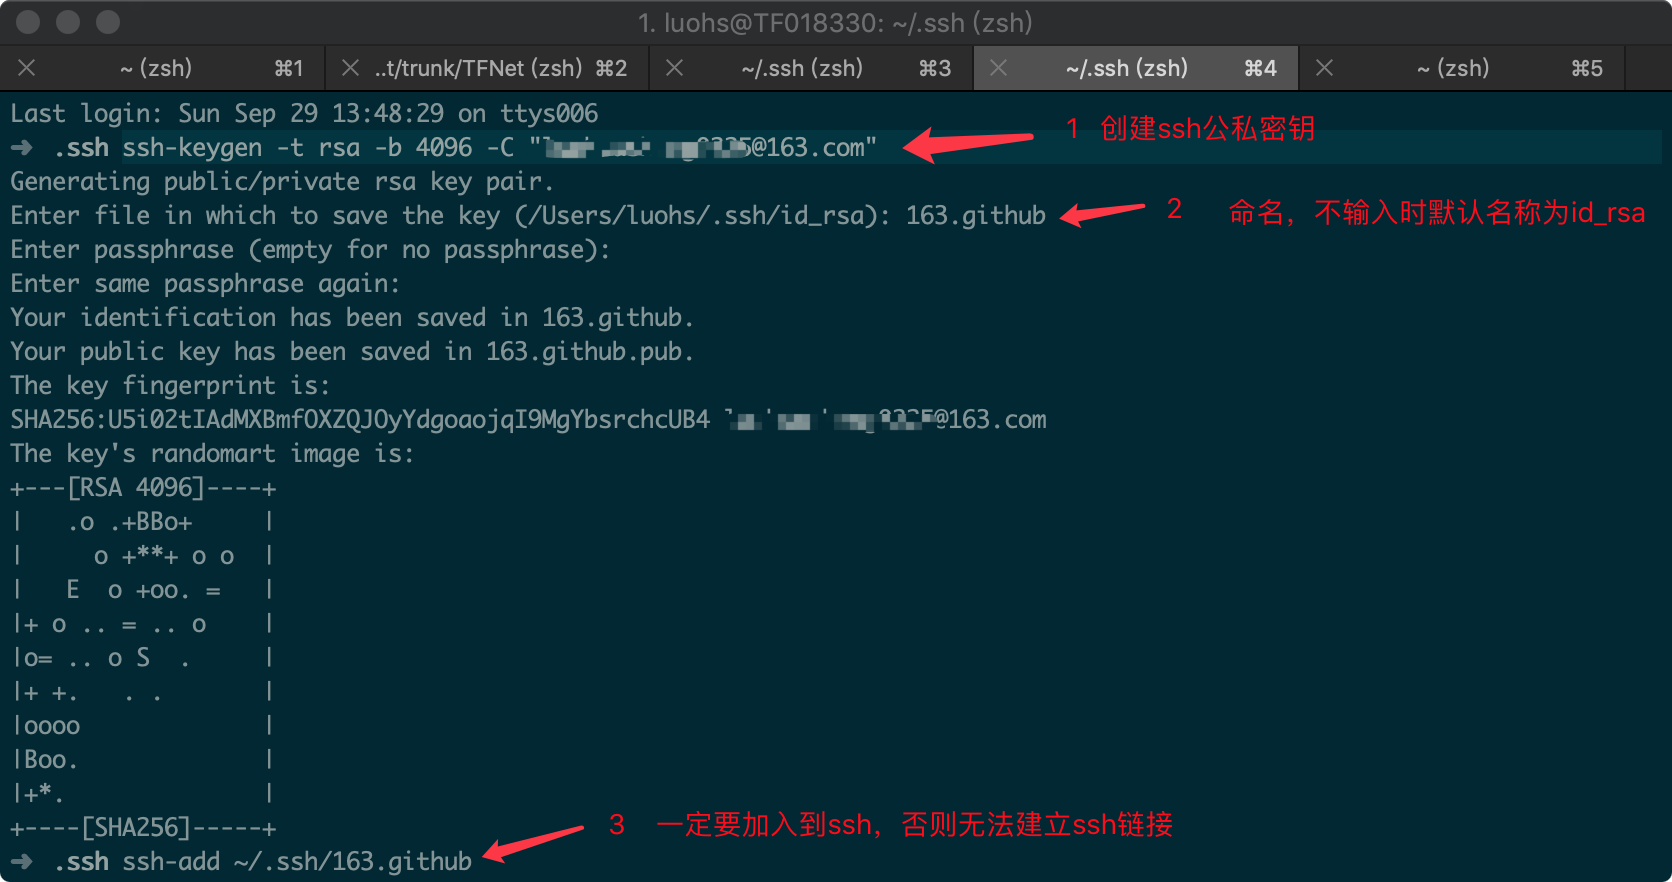 1. luohs@TF018330: ~/.ssh (zsh)
~ (zsh) ⌘1 ..t/trunk/TFNet (zsh) ⌘2 ~/.ssh (zsh) ⌘3 ~/.ssh (zsh) ⌘4 ~ (zsh) ⌘5
Last login: Sun Sep 29 13:48:29 on ttys006
➜ .ssh ssh-keygen -t rsa -b 4096 -C "@163.com" 1 创建ssh公私密钥
Generating public/private rsa key pair.
Enter file in which to save the key (/Users/luohs/.ssh/id_rsa): 163.github 2 命名，不输入时默认名称为id_rsa
Enter passphrase (empty for no passphrase):
Enter same passphrase again:
Your identification has been saved in 163.github.
Your public key has been saved in 163.github.pub.
The key fingerprint is:
SHA256:U5i02tIAdMXBmfOXZQJOyYdgoaojqI9MgYbsrchcUB4 @163.com
The key's randomart image is:
+---[RSA 4096]----+
|   .o .+BBo+     |
|     o +**+ o o  |
|   E  o +oo. =   |
|+ o .. = .. o    |
|o= .. o S  .     |
|+ +.   . .       |
|oooo             |
|Boo.             |
|+*.              |
+----[SHA256]-----+
3 一定要加入到ssh，否则无法建立ssh链接
➜ .ssh ssh-add ~/.ssh/163.github